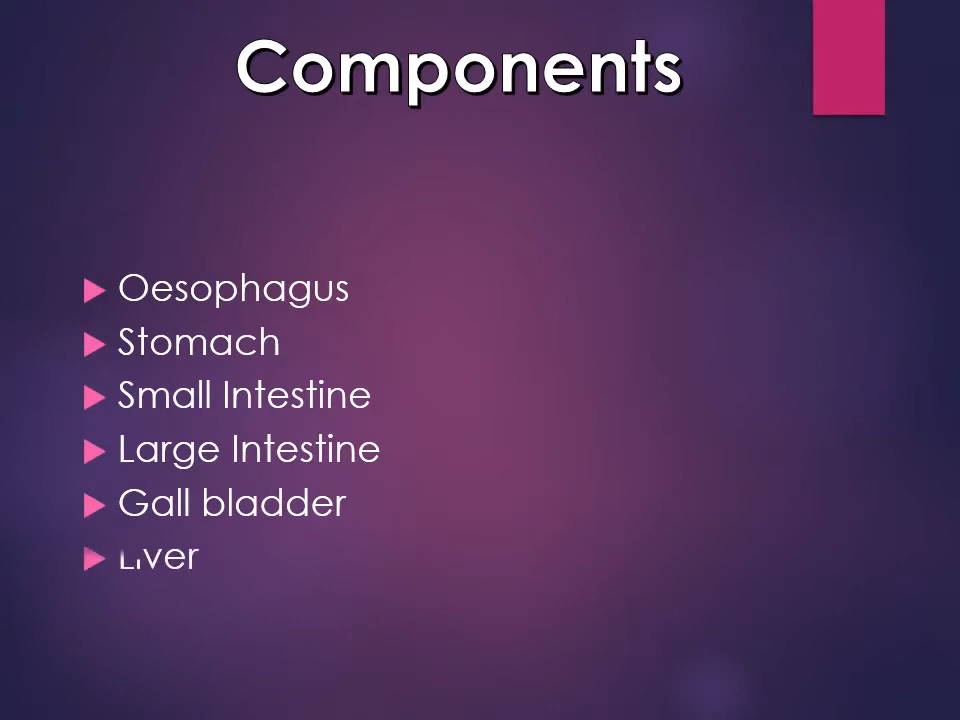 Components
Oesophagus
Stomach
Small Intestine
Large Intestine
Gall bladder
Liver